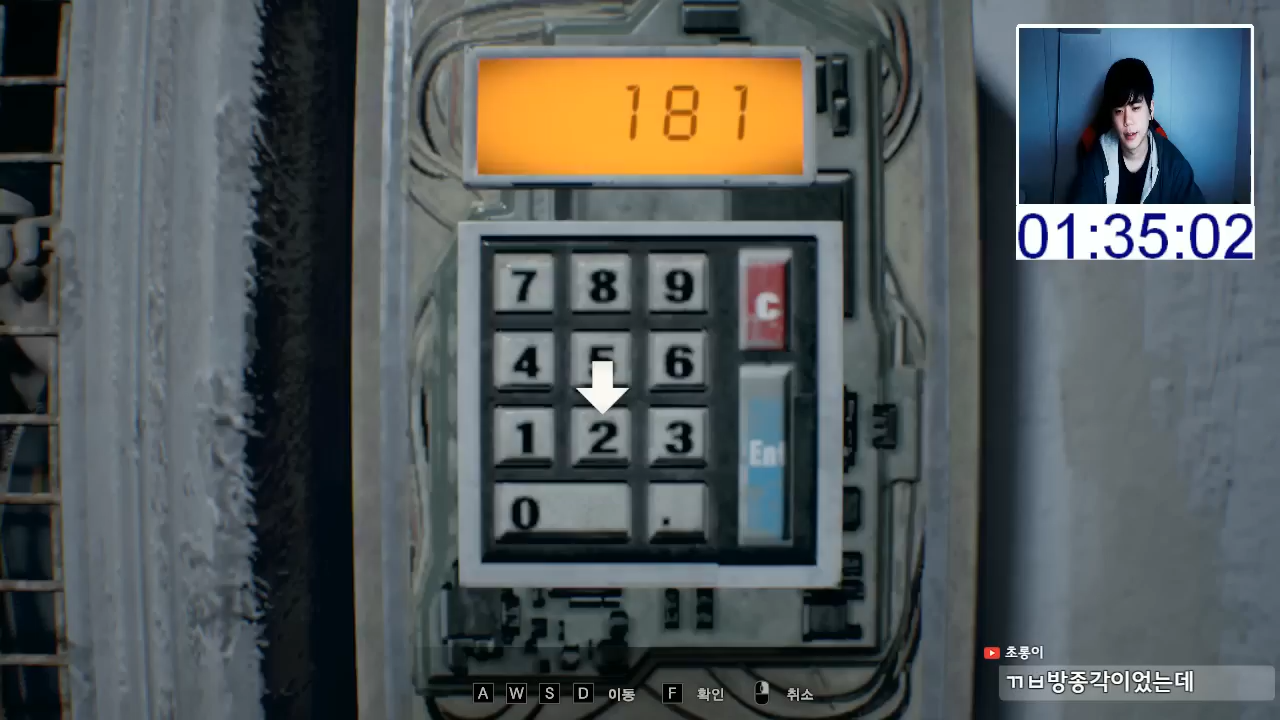 181
01:35:02
7 8 9 C
4 5 6
1 2 3 Ent
0 .
초롱이
ㄲㅂ방종각이었는데
A W S D 이동 F 확인 취소